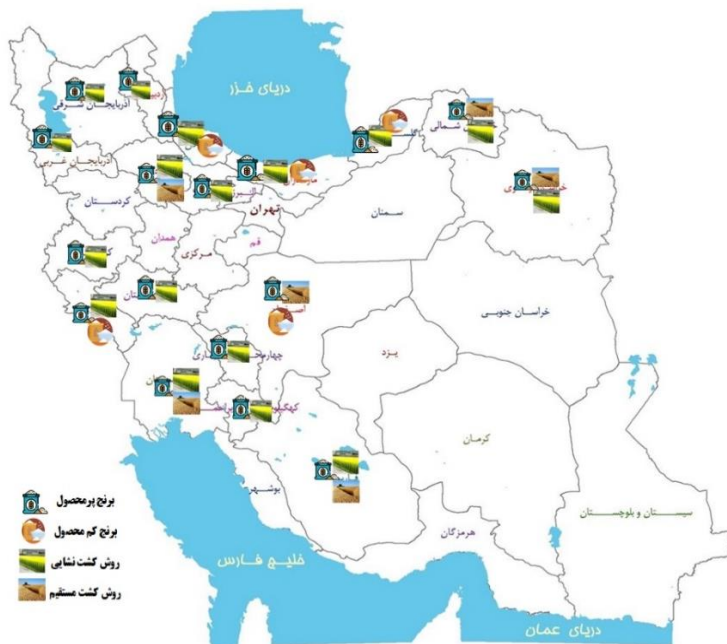 دریای خزر
آذربایجان شرقی
شمالی
آذربایجان غربی
کردستان
تهران
سمنان
همدان
قم
مرکزی
خراسان جنوبی
یزد
کرمان
بوشهر
سیستان و بلوچستان
هرمزگان
خلیج فارس
دریای عمان
برنج پرمحصول
برنج کم محصول
روش کشت نشایی
روش کشت مستقیم